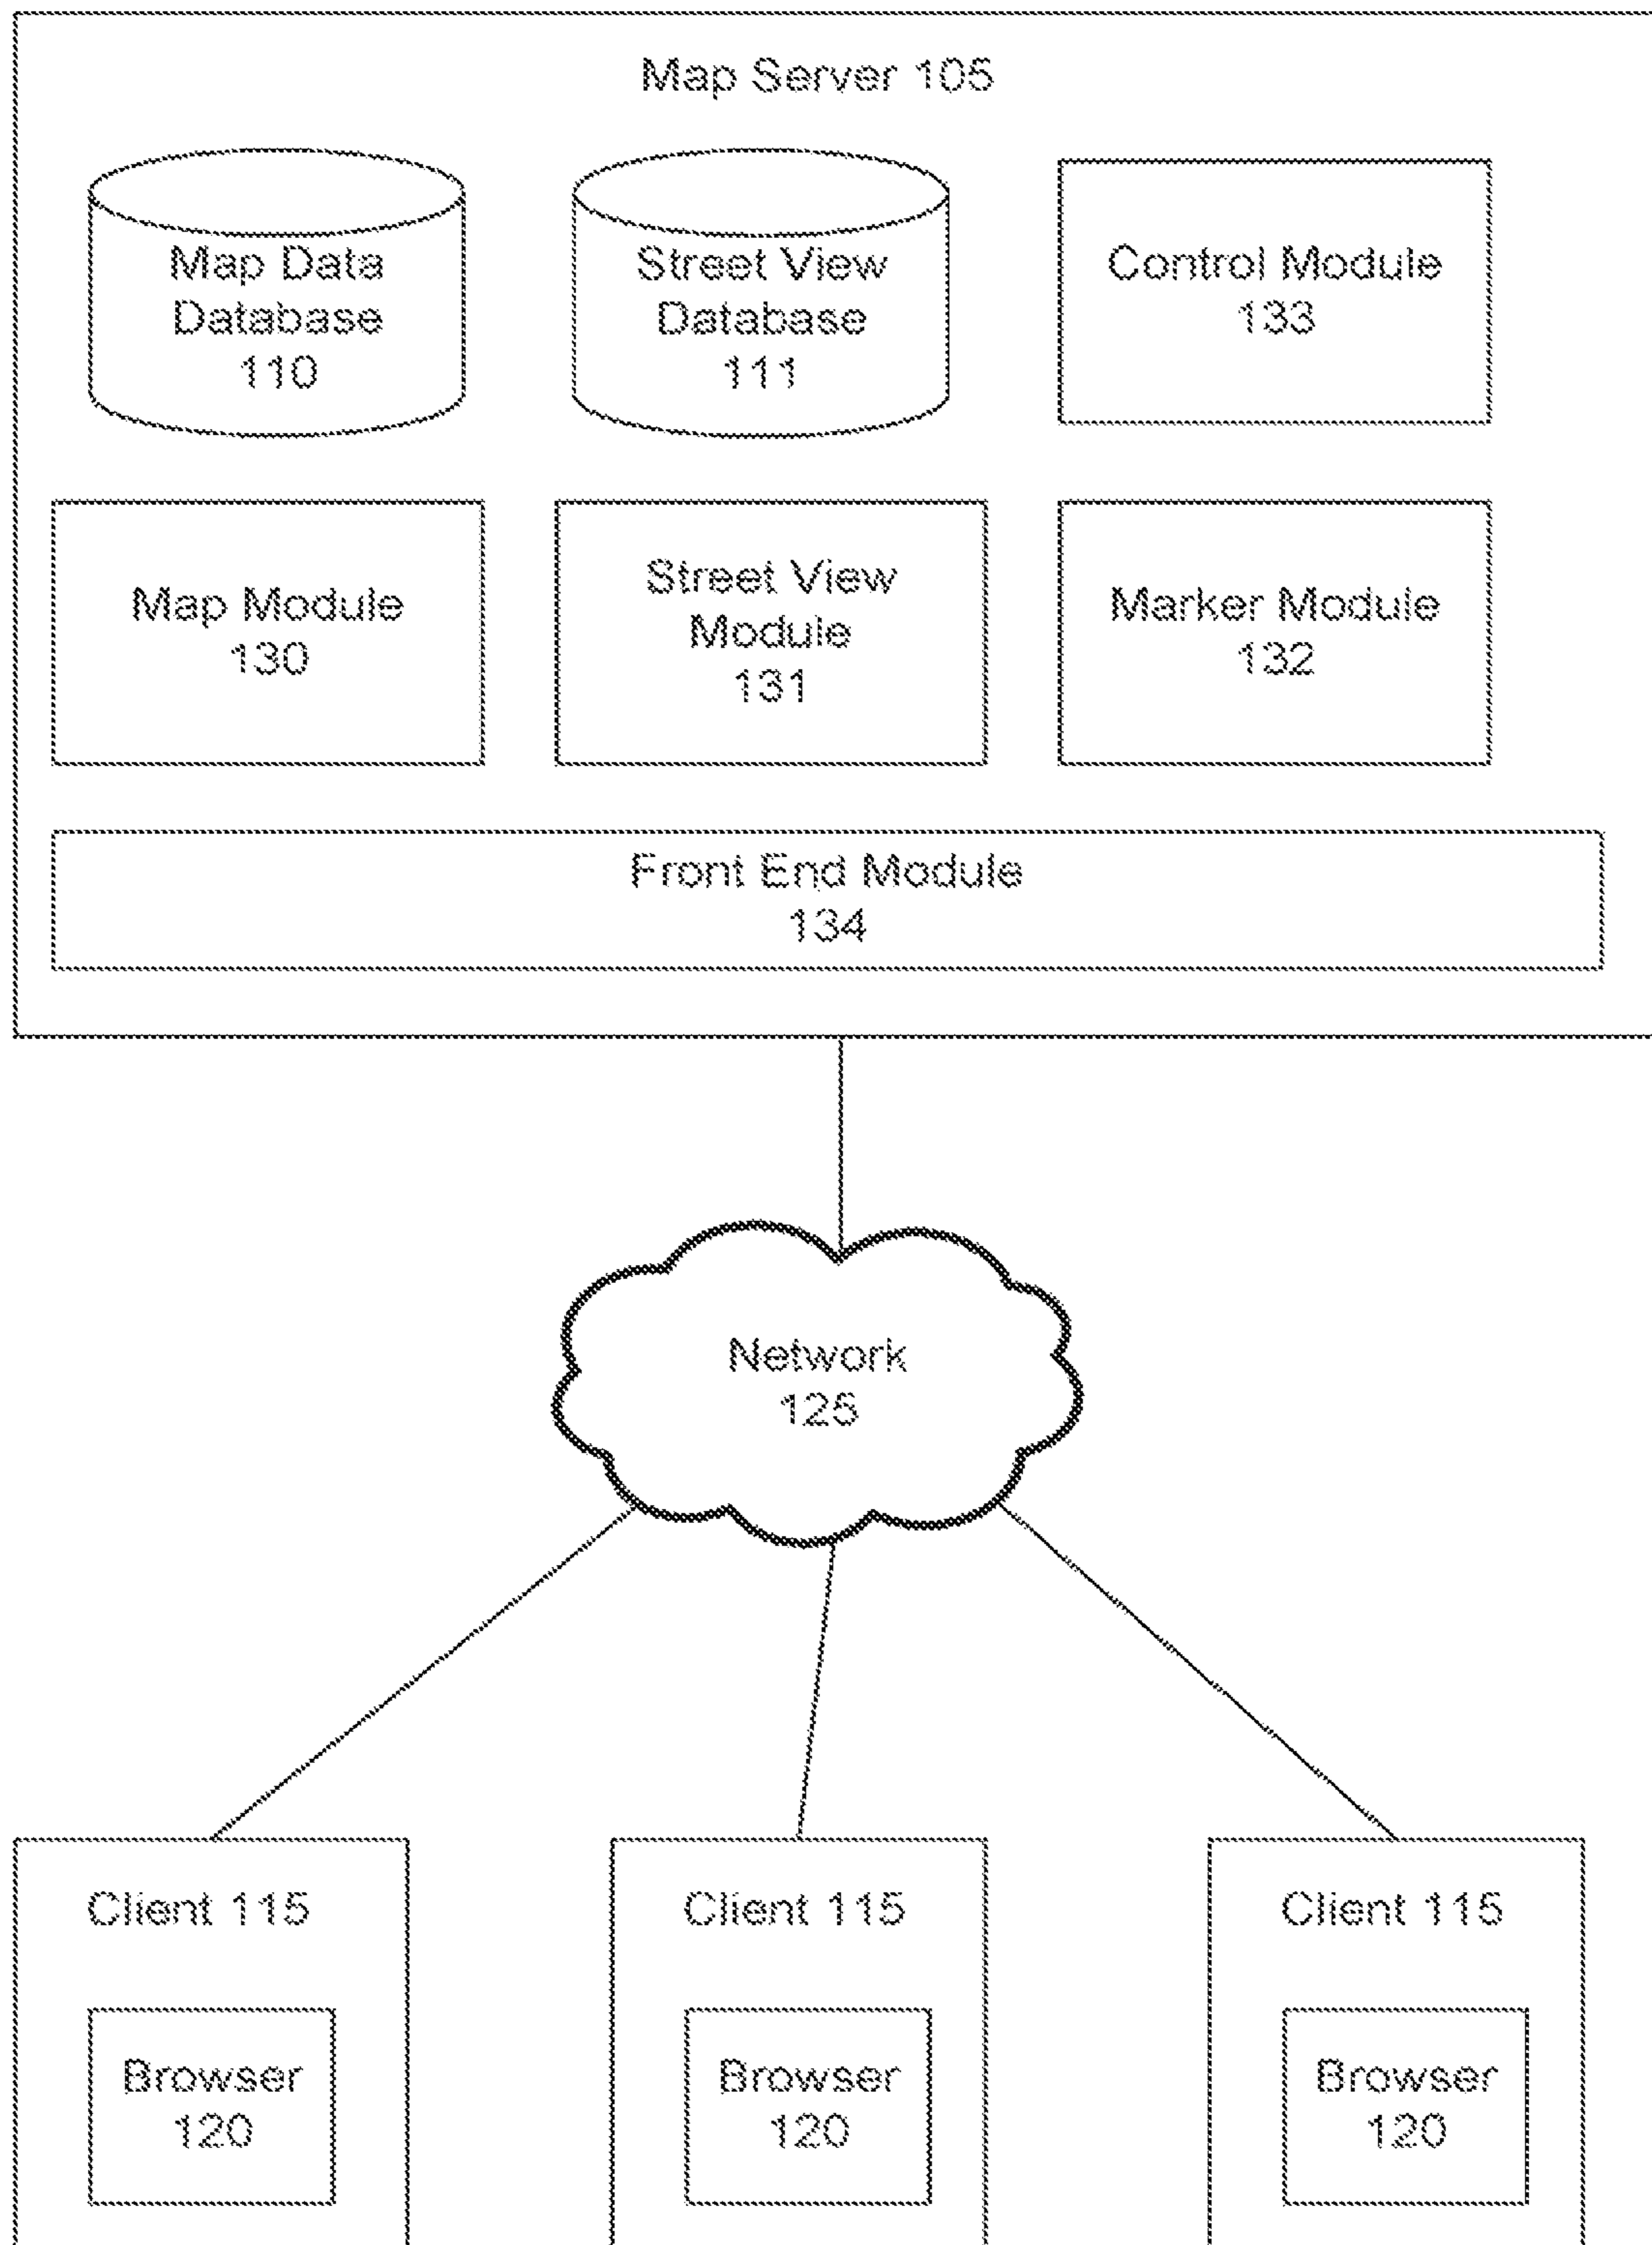 Map Server 105
Map Data
Database
110
Street View
Database
111
Control Module
133
Map Module
130
Street View
Module
131
Marker Module
132
Front End Module
134
Network
125
Client 115
Browser
120
Client 115
Browser
120
Client 115
Browser
120